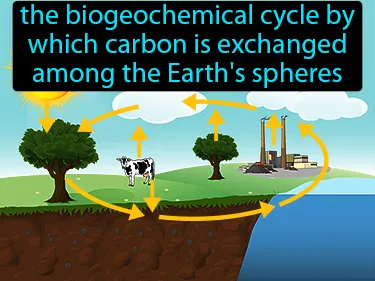 the biogeochemical cycle by
which carbon is exchanged
among the Earth's spheres